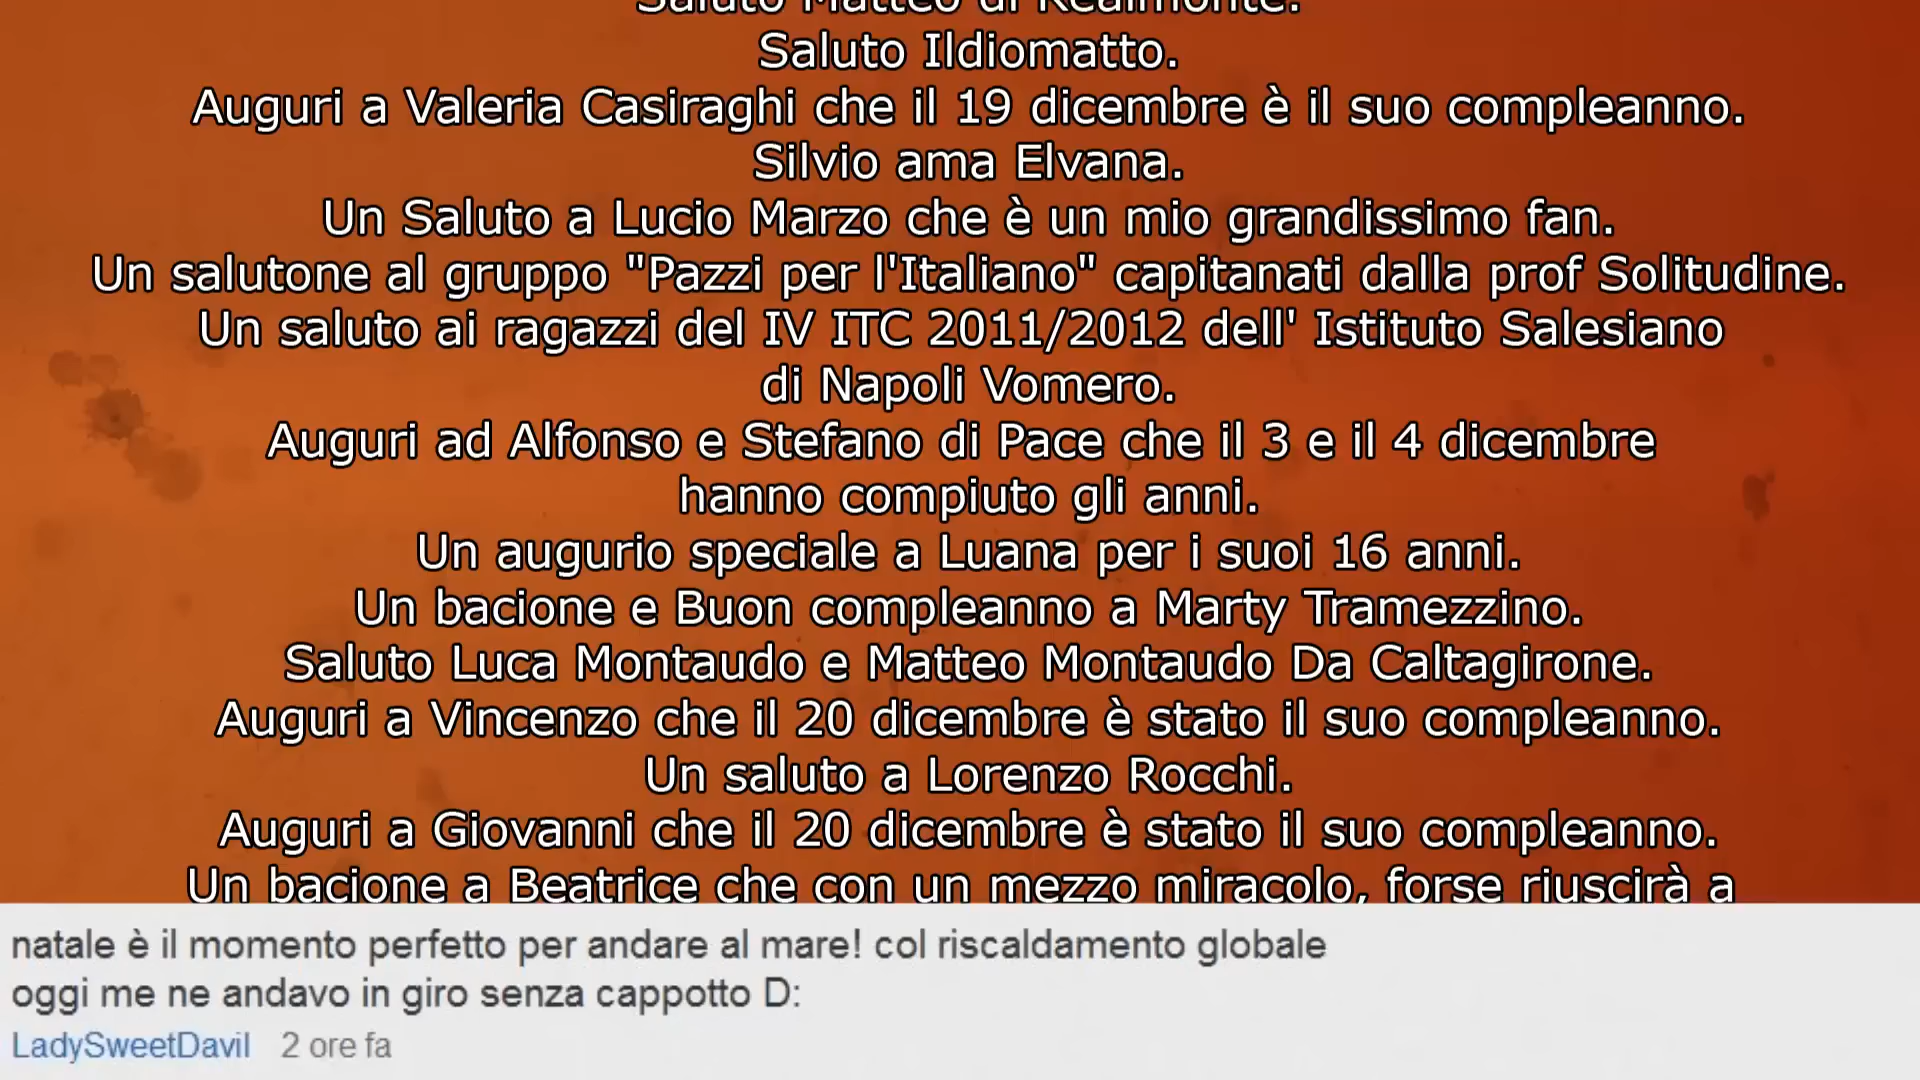 Saluto Matteo di Realmonte.
Saluto Ildiomatto.
Auguri a Valeria Casiraghi che il 19 dicembre è il suo compleanno.
Silvio ama Elvana.
Un Saluto a Lucio Marzo che è un mio grandissimo fan.
Un salutone al gruppo "Pazzi per l'Italiano" capitanati dalla prof Solitudine.
Un saluto ai ragazzi del IV ITC 2011/2012 dell' Istituto Salesiano
di Napoli Vomero.
Auguri ad Alfonso e Stefano di Pace che il 3 e il 4 dicembre
hanno compiuto gli anni.
Un augurio speciale a Luana per i suoi 16 anni.
Un bacione e Buon compleanno a Marty Tramezzino.
Saluto Luca Montaudo e Matteo Montaudo Da Caltagirone.
Auguri a Vincenzo che il 20 dicembre è stato il suo compleanno.
Un saluto a Lorenzo Rocchi.
Auguri a Giovanni che il 20 dicembre è stato il suo compleanno.
Un bacione a Beatrice che con un mezzo miracolo, forse riuscirà a
natale è il momento perfetto per andare al mare! col riscaldamento globale
oggi me ne andavo in giro senza cappotto D:
LadySweetDavil 2 ore fa